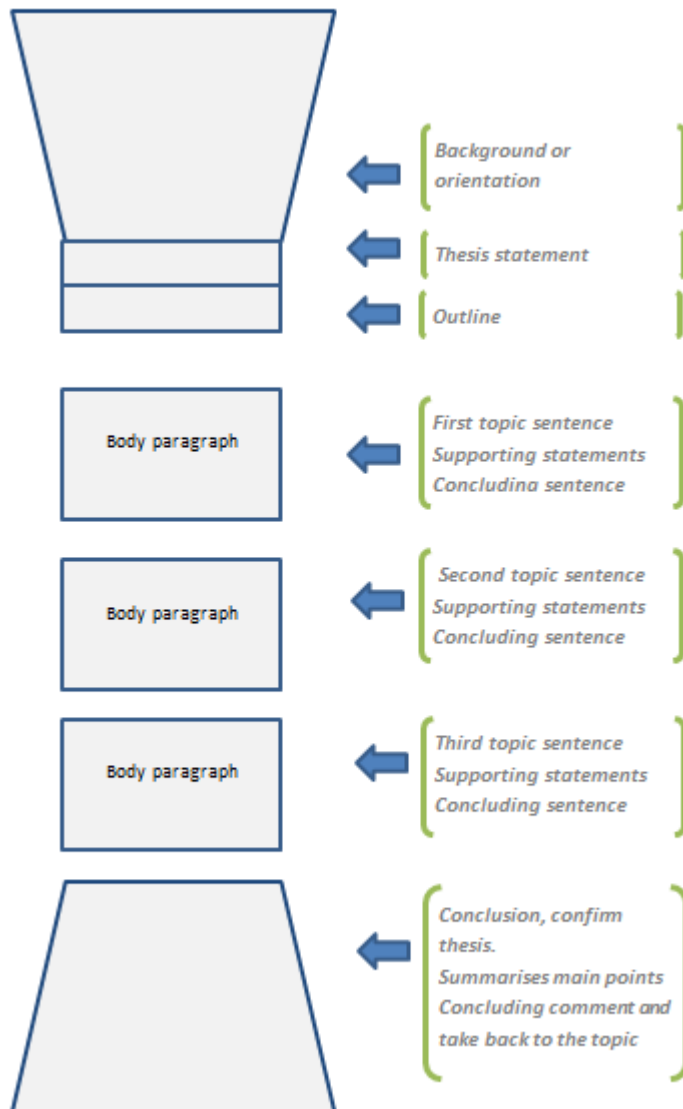 Background or
orientation
Thesis statement
Outline
Body paragraph
First topic sentence
Supporting statements
Concludina sentence
Body paragraph
Second topic sentence
Supporting statements
Concluding sentence
Body paragraph
Third topic sentence
Supporting statements
Concluding sentence
Conclusion, confirm
thesis.
Summarises main points
Concluding comment and
take back to the topic